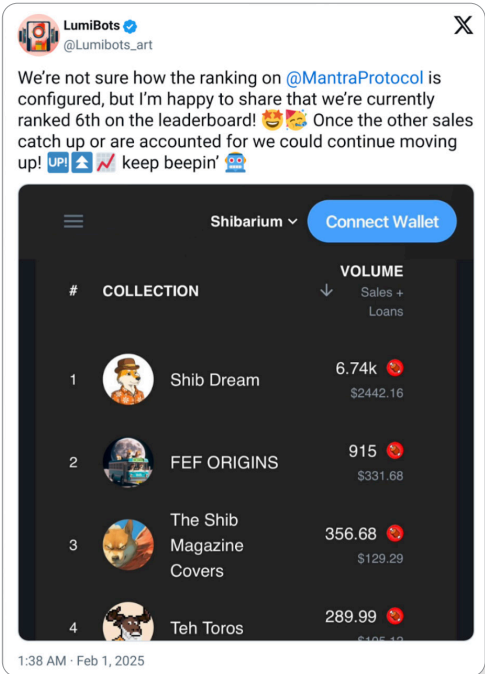 LumiBots
@Lumibots_art
We're not sure how the ranking on @MantraProtocol is
configured, but I'm happy to share that we're currently
ranked 6th on the leaderboard! 🤩🥳 Once the other sales
catch up or are accounted for we could continue moving
up! 🆙⏫📈 keep beepin' 🤖
Shibarium
Connect Wallet
# COLLECTION VOLUME
Sales +
Loans
1 Shib Dream 6.74k
$2442.16
2 FEF ORIGINS 915
$331.68
The Shib
3 Magazine 356.68
Covers $129.29
4 Teh Toros 289.99
1:38 AM · Feb 1, 2025